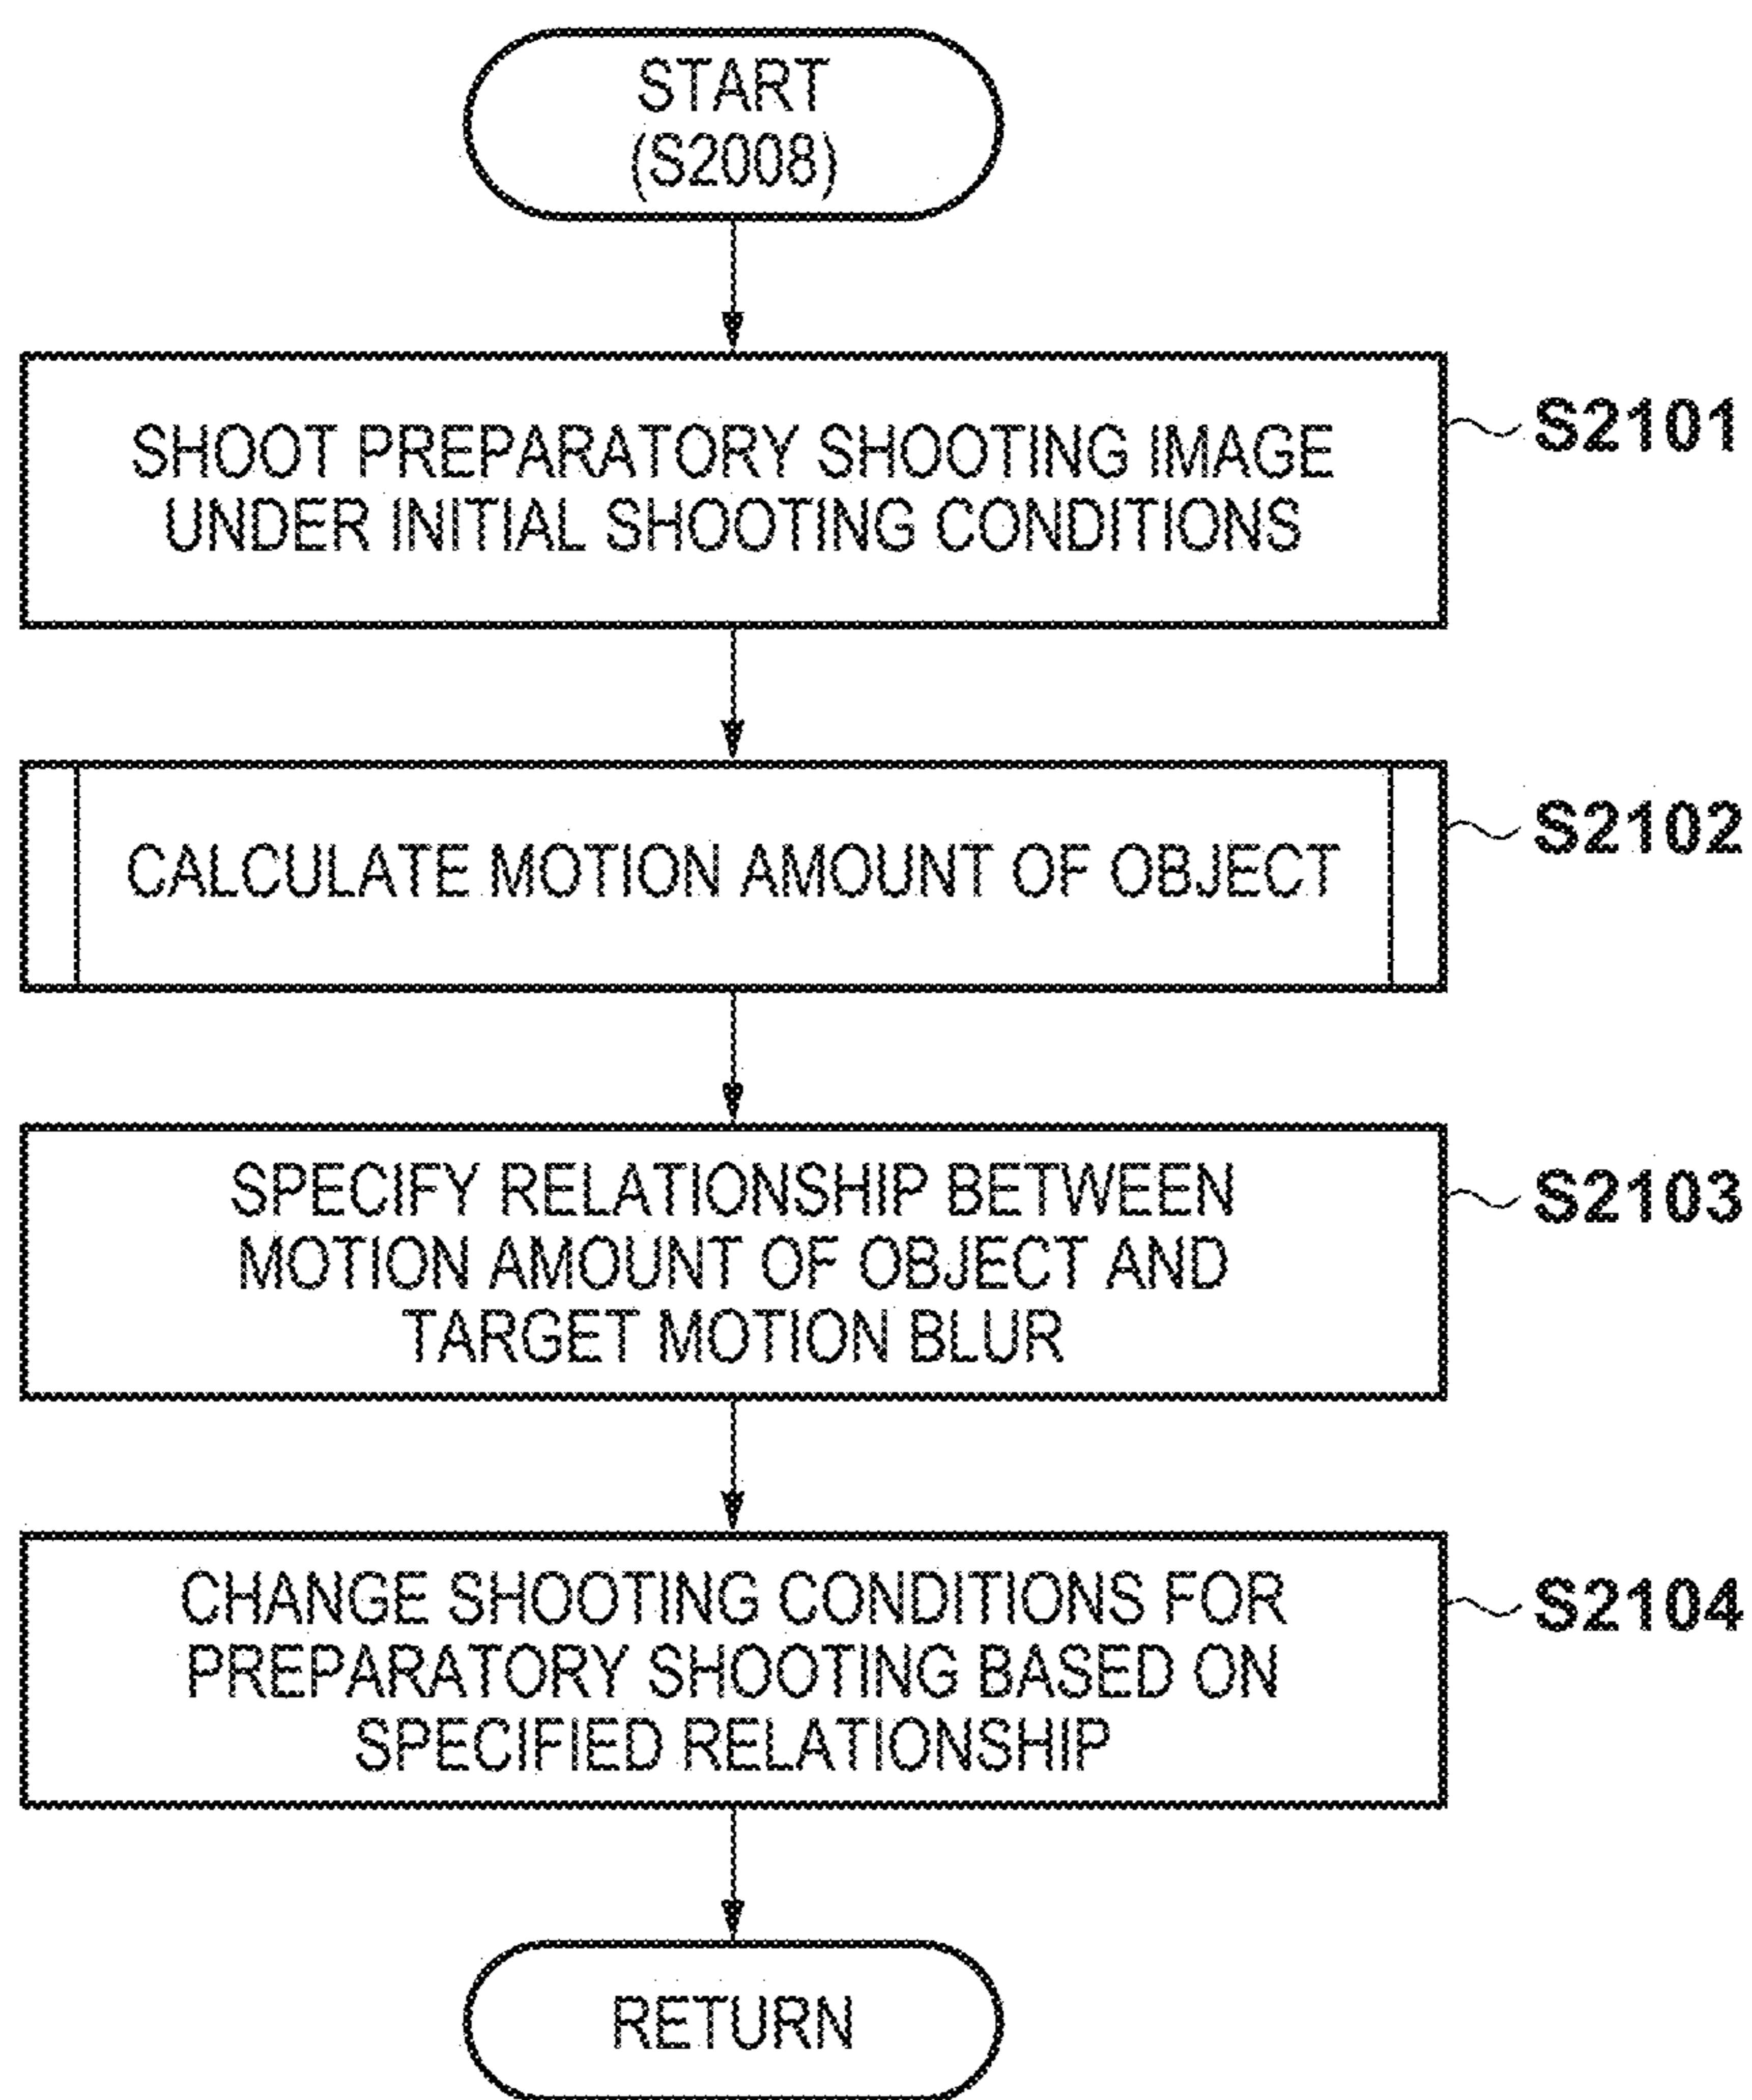 START
(S2008)
SHOOT PREPARATORY SHOOTING IMAGE
UNDER INITIAL SHOOTING CONDITIONS
S2101
CALCULATE MOTION AMOUNT OF OBJECT
S2102
SPECIFY RELATIONSHIP BETWEEN
MOTION AMOUNT OF OBJECT AND
TARGET MOTION BLUR
S2103
CHANGE SHOOTING CONDITIONS FOR
PREPARATORY SHOOTING BASED ON
SPECIFIED RELATIONSHIP
S2104
RETURN